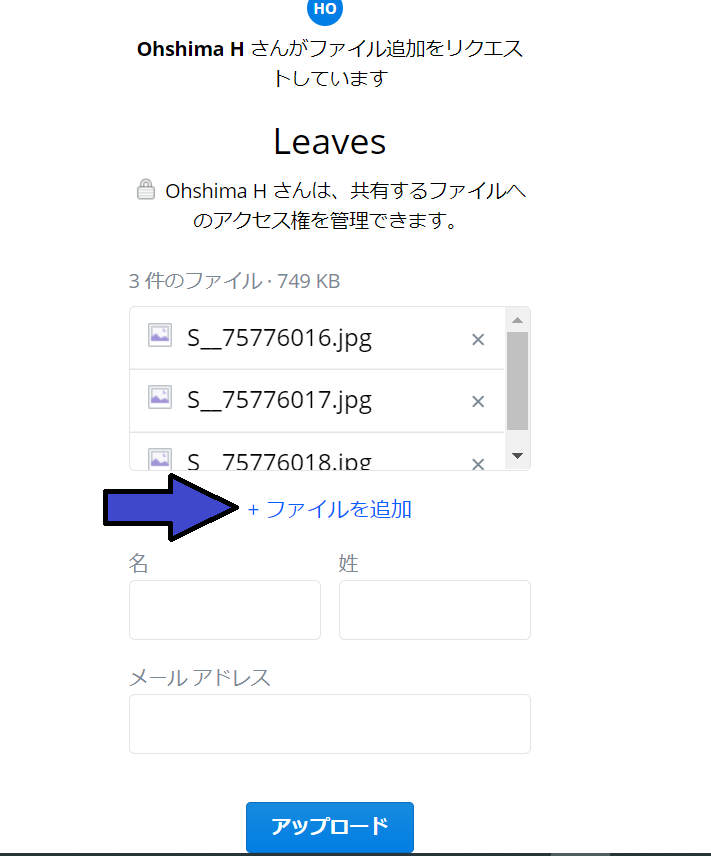 HO
Ohshima H さんがファイル追加をリクエス
トしています
Leaves
Ohshima H さんは、共有するファイルへ
のアクセス権を管理できます。
3 件のファイル · 749 KB
S__75776016.jpg ×
S__75776017.jpg ×
S__75776018.jpg ×
+ ファイルを追加
名 姓
メール アドレス
アップロード